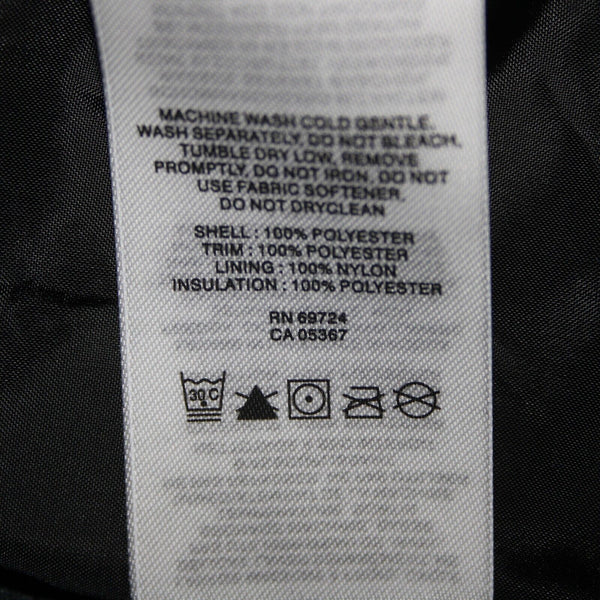 MACHINE WASH COLD GENTLE.
WASH SEPARATELY, DO NOT BLEACH,
TUMBLE DRY LOW, REMOVE
PROMPTLY, DO NOT IRON, DO NOT
USE FABRIC SOFTENER,
DO NOT DRYCLEAN
SHELL : 100% POLYESTER
TRIM : 100% POLYESTER
LINING : 100% NYLON
INSULATION : 100% POLYESTER
RN 69724
CA 05367
30 C